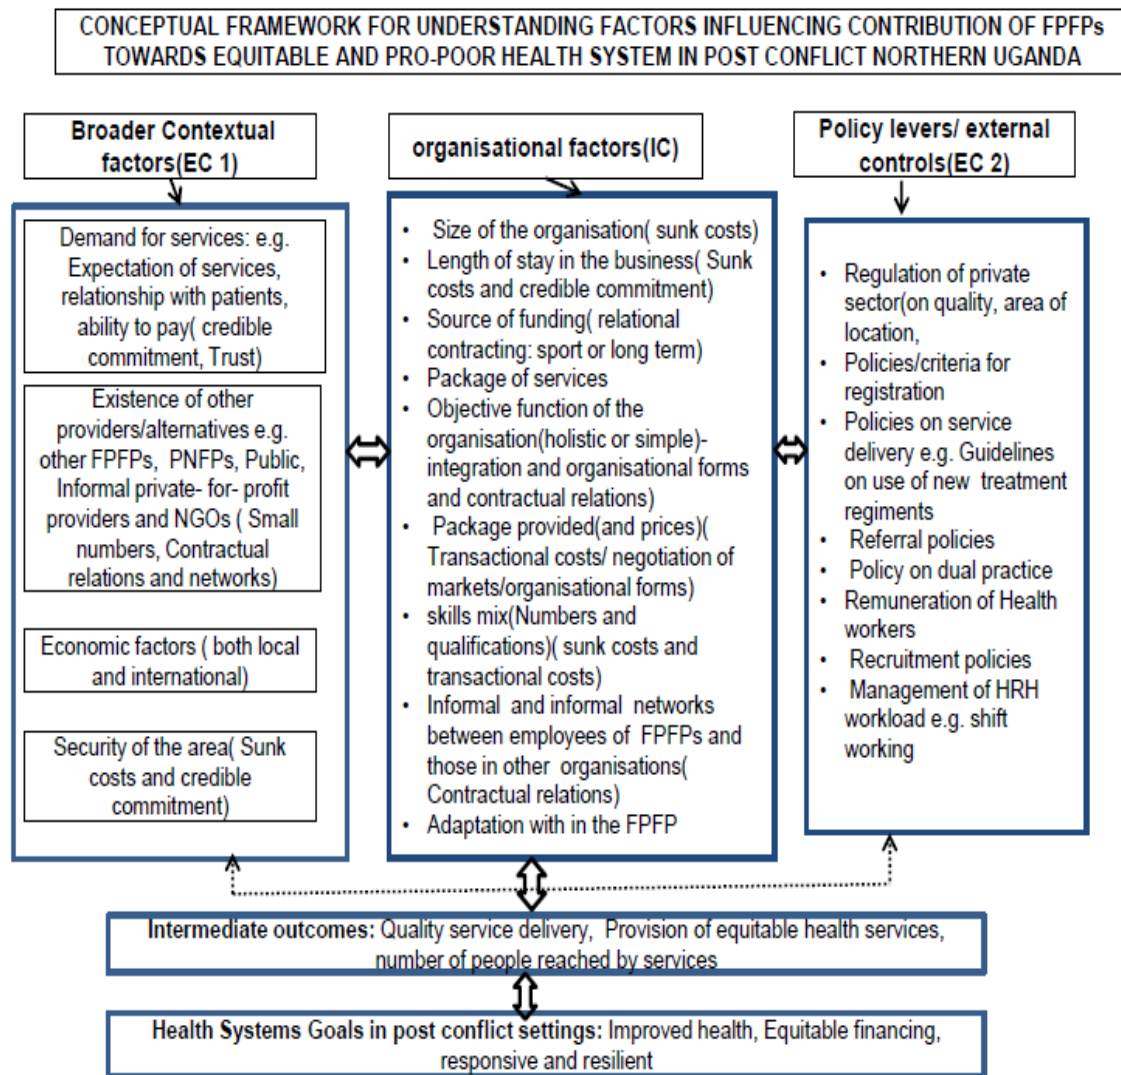 CONCEPTUAL FRAMEWORK FOR UNDERSTANDING FACTORS INFLUENCING CONTRIBUTION OF FPFPs
TOWARDS EQUITABLE AND PRO-POOR HEALTH SYSTEM IN POST CONFLICT NORTHERN UGANDA
Broader Contextual
factors(EC 1)
Demand for services: e.g.
Expectation of services,
relationship with patients,
ability to pay( credible
commitment, Trust)
Existence of other
providers/alternatives e.g.
other FPFPs, PNFPs, Public,
Informal private- for- profit
providers and NGOs ( Small
numbers, Contractual
relations and networks)
Economic factors ( both local
and international)
Security of the area( Sunk
costs and credible
commitment)
organisational factors(IC)
• Size of the organisation( sunk costs)
• Length of stay in the business( Sunk
costs and credible commitment)
• Source of funding( relational
contracting: sport or long term)
• Package of services
• Objective function of the
organisation(holistic or simple)-
integration and organisational forms
and contractual relations)
• Package provided(and prices)(
Transactional costs/ negotiation of
markets/organisational forms)
• skills mix(Numbers and
qualifications)( sunk costs and
transactional costs)
• Informal and informal networks
between employees of FPFPs and
those in other organisations(
Contractual relations)
• Adaptation with in the FPFP
Policy levers/ external
controls(EC 2)
• Regulation of private
sector(on quality, area of
location,
• Policies/criteria for
registration
• Policies on service
delivery e.g. Guidelines
on use of new treatment
regiments
• Referral policies
• Policy on dual practice
• Remuneration of Health
workers
• Recruitment policies
• Management of HRH
workload e.g. shift
working
Intermediate outcomes: Quality service delivery, Provision of equitable health services,
number of people reached by services
Health Systems Goals in post conflict settings: Improved health, Equitable financing,
responsive and resilient